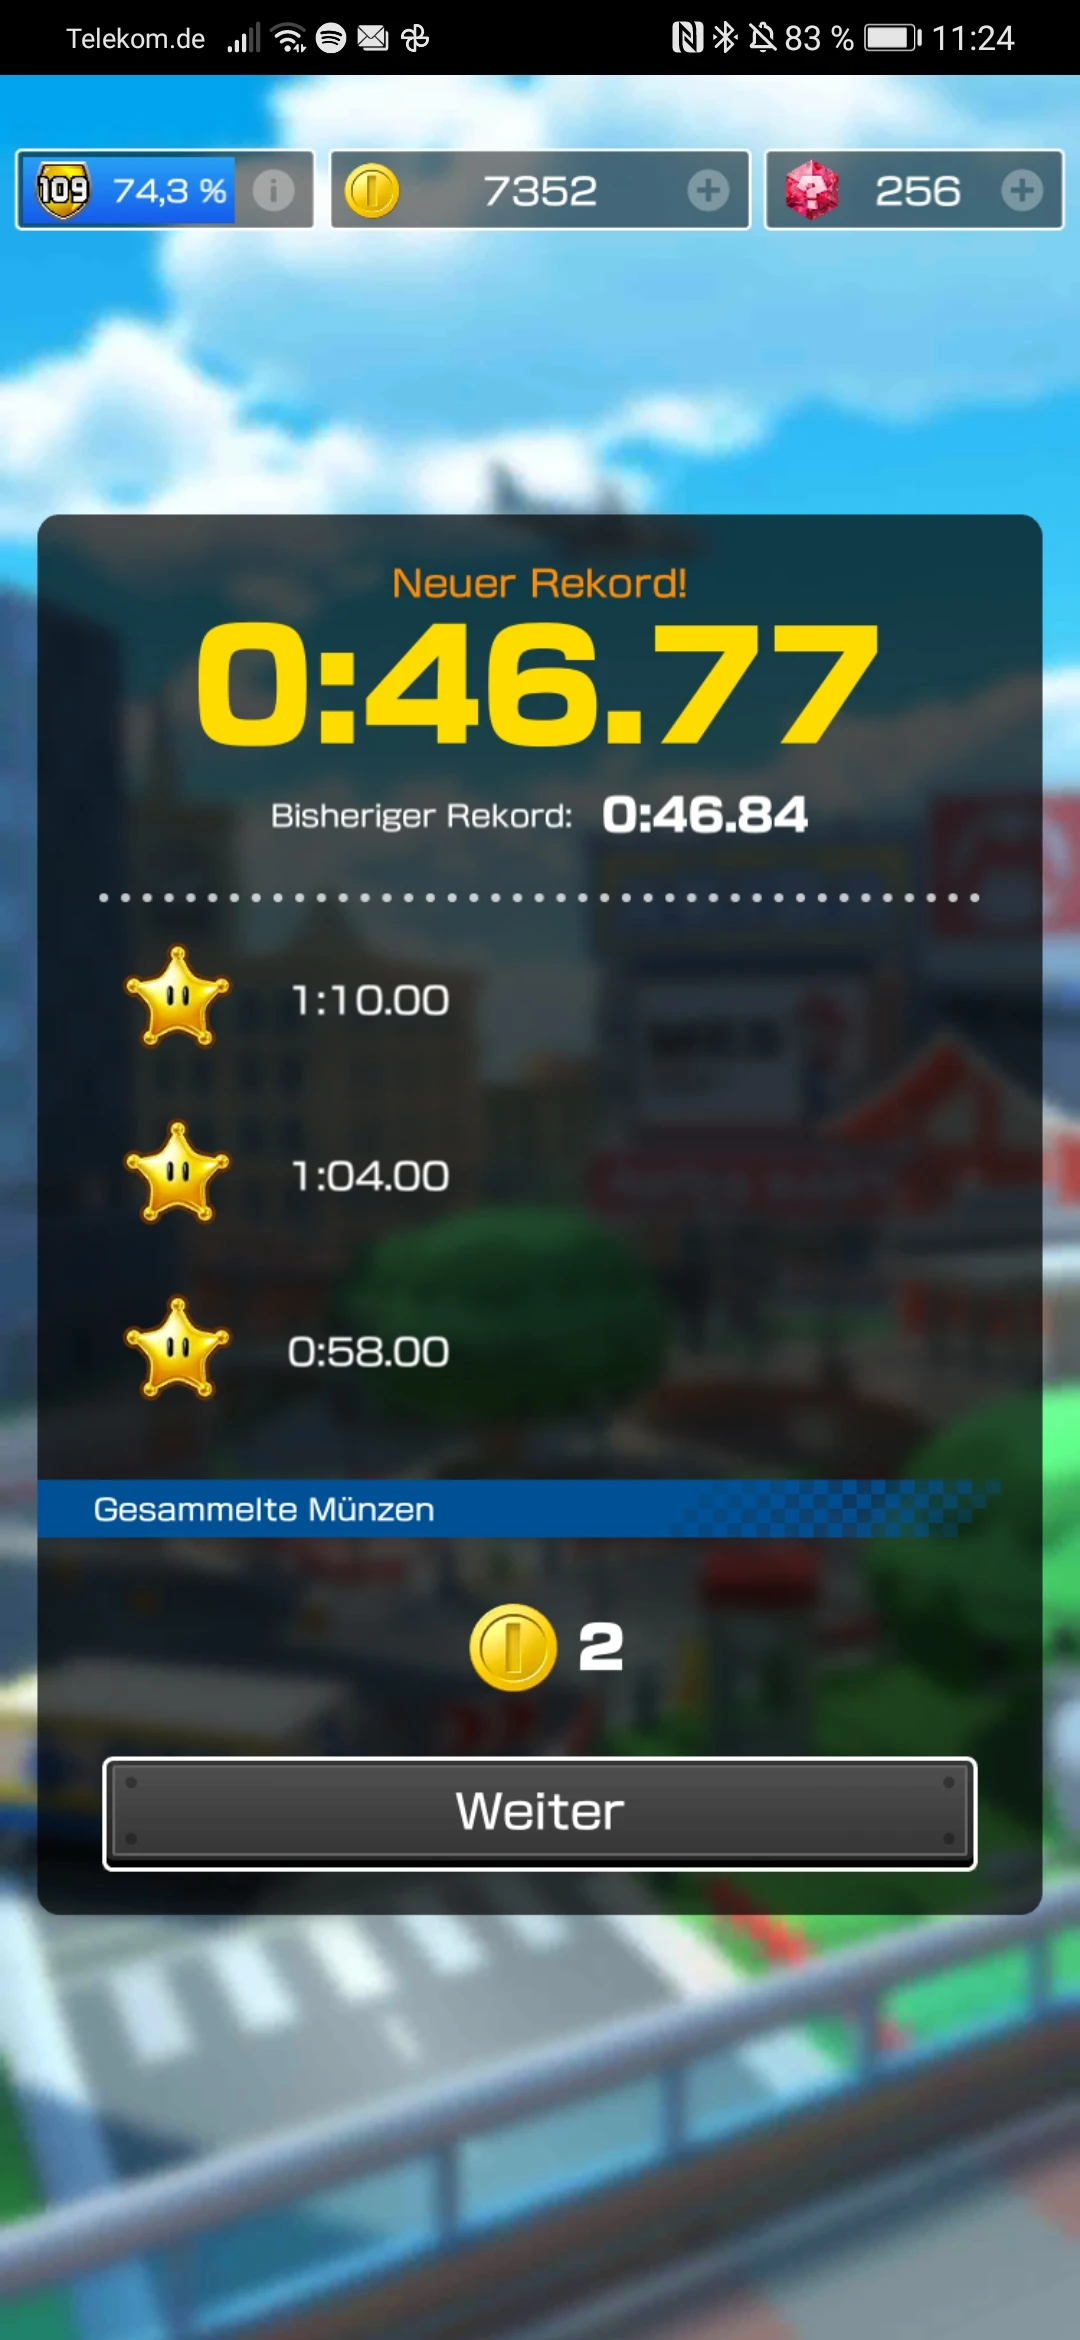 Telekom.de 83 % 11:24
109 74,3 % 7352 256
Neuer Rekord!
0:46.77
Bisheriger Rekord: 0:46.84
1:10.00
1:04.00
0:58.00
Gesammelte Münzen
2
Weiter